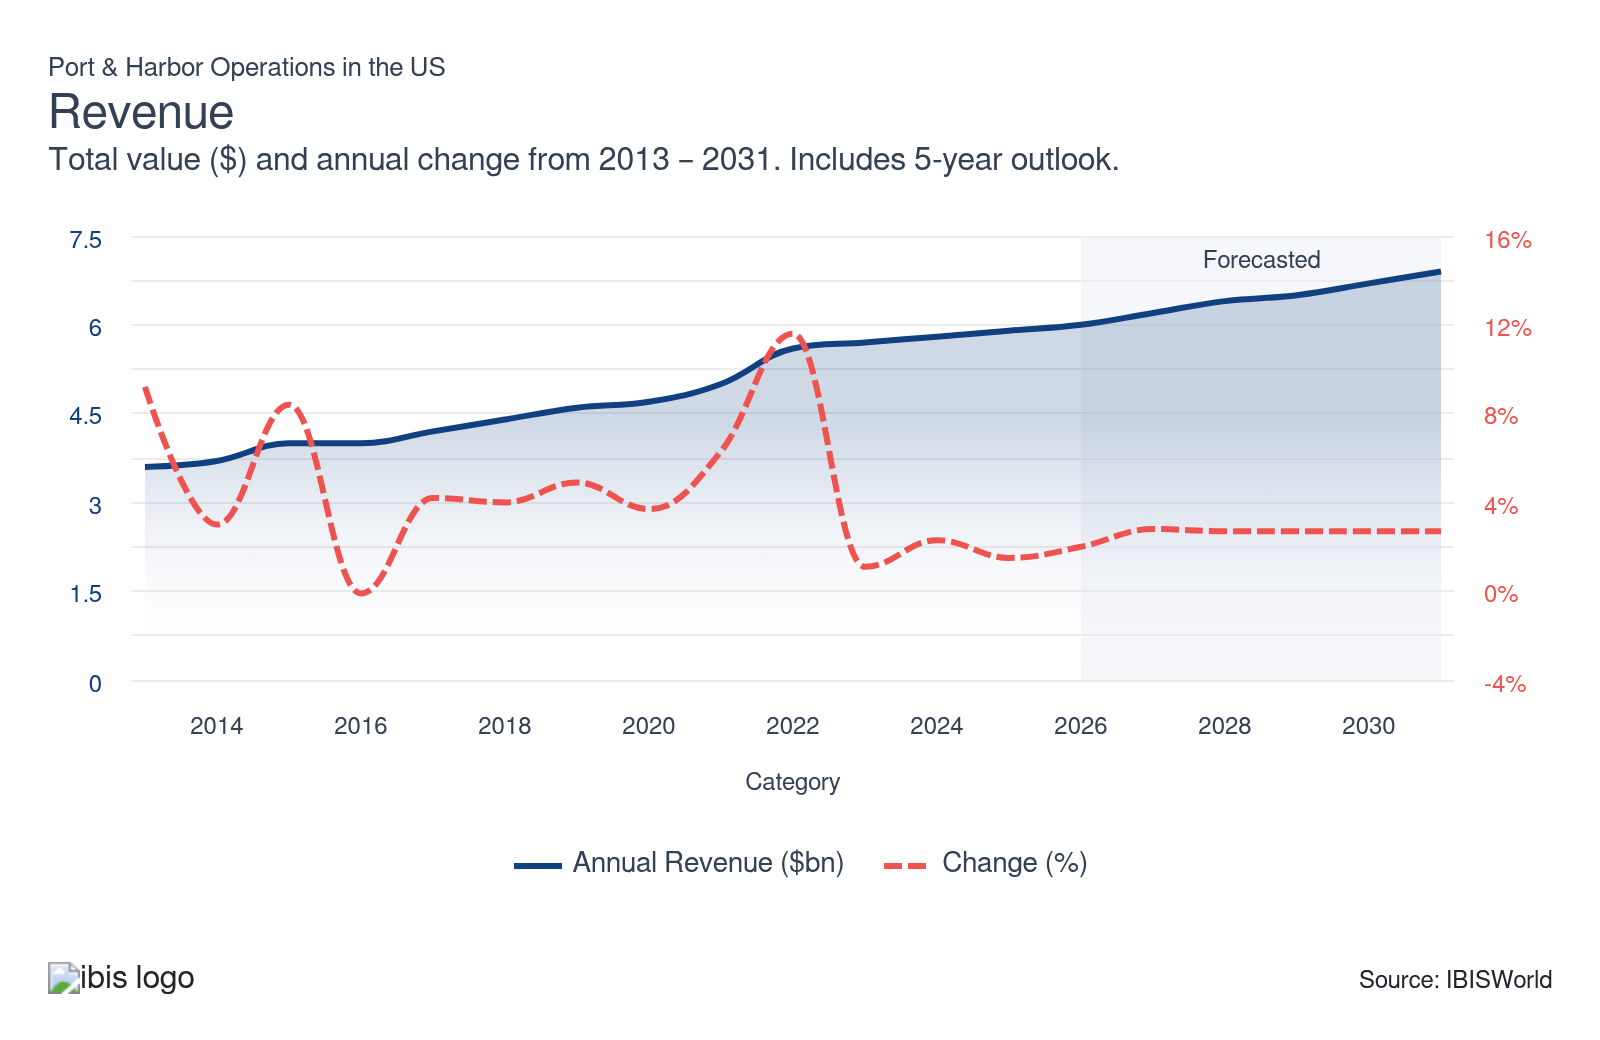 Port & Harbor Operations in the US
Revenue
Total value ($) and annual change from 2013 – 2031. Includes 5-year outlook.
7.5 16%
Forecasted
6 12%
4.5 8%
3 4%
1.5 0%
0 -4%
2014 2016 2018 2020 2022 2024 2026 2028 2030
Category
Annual Revenue ($bn) Change (%)
ibis logo Source: IBISWorld